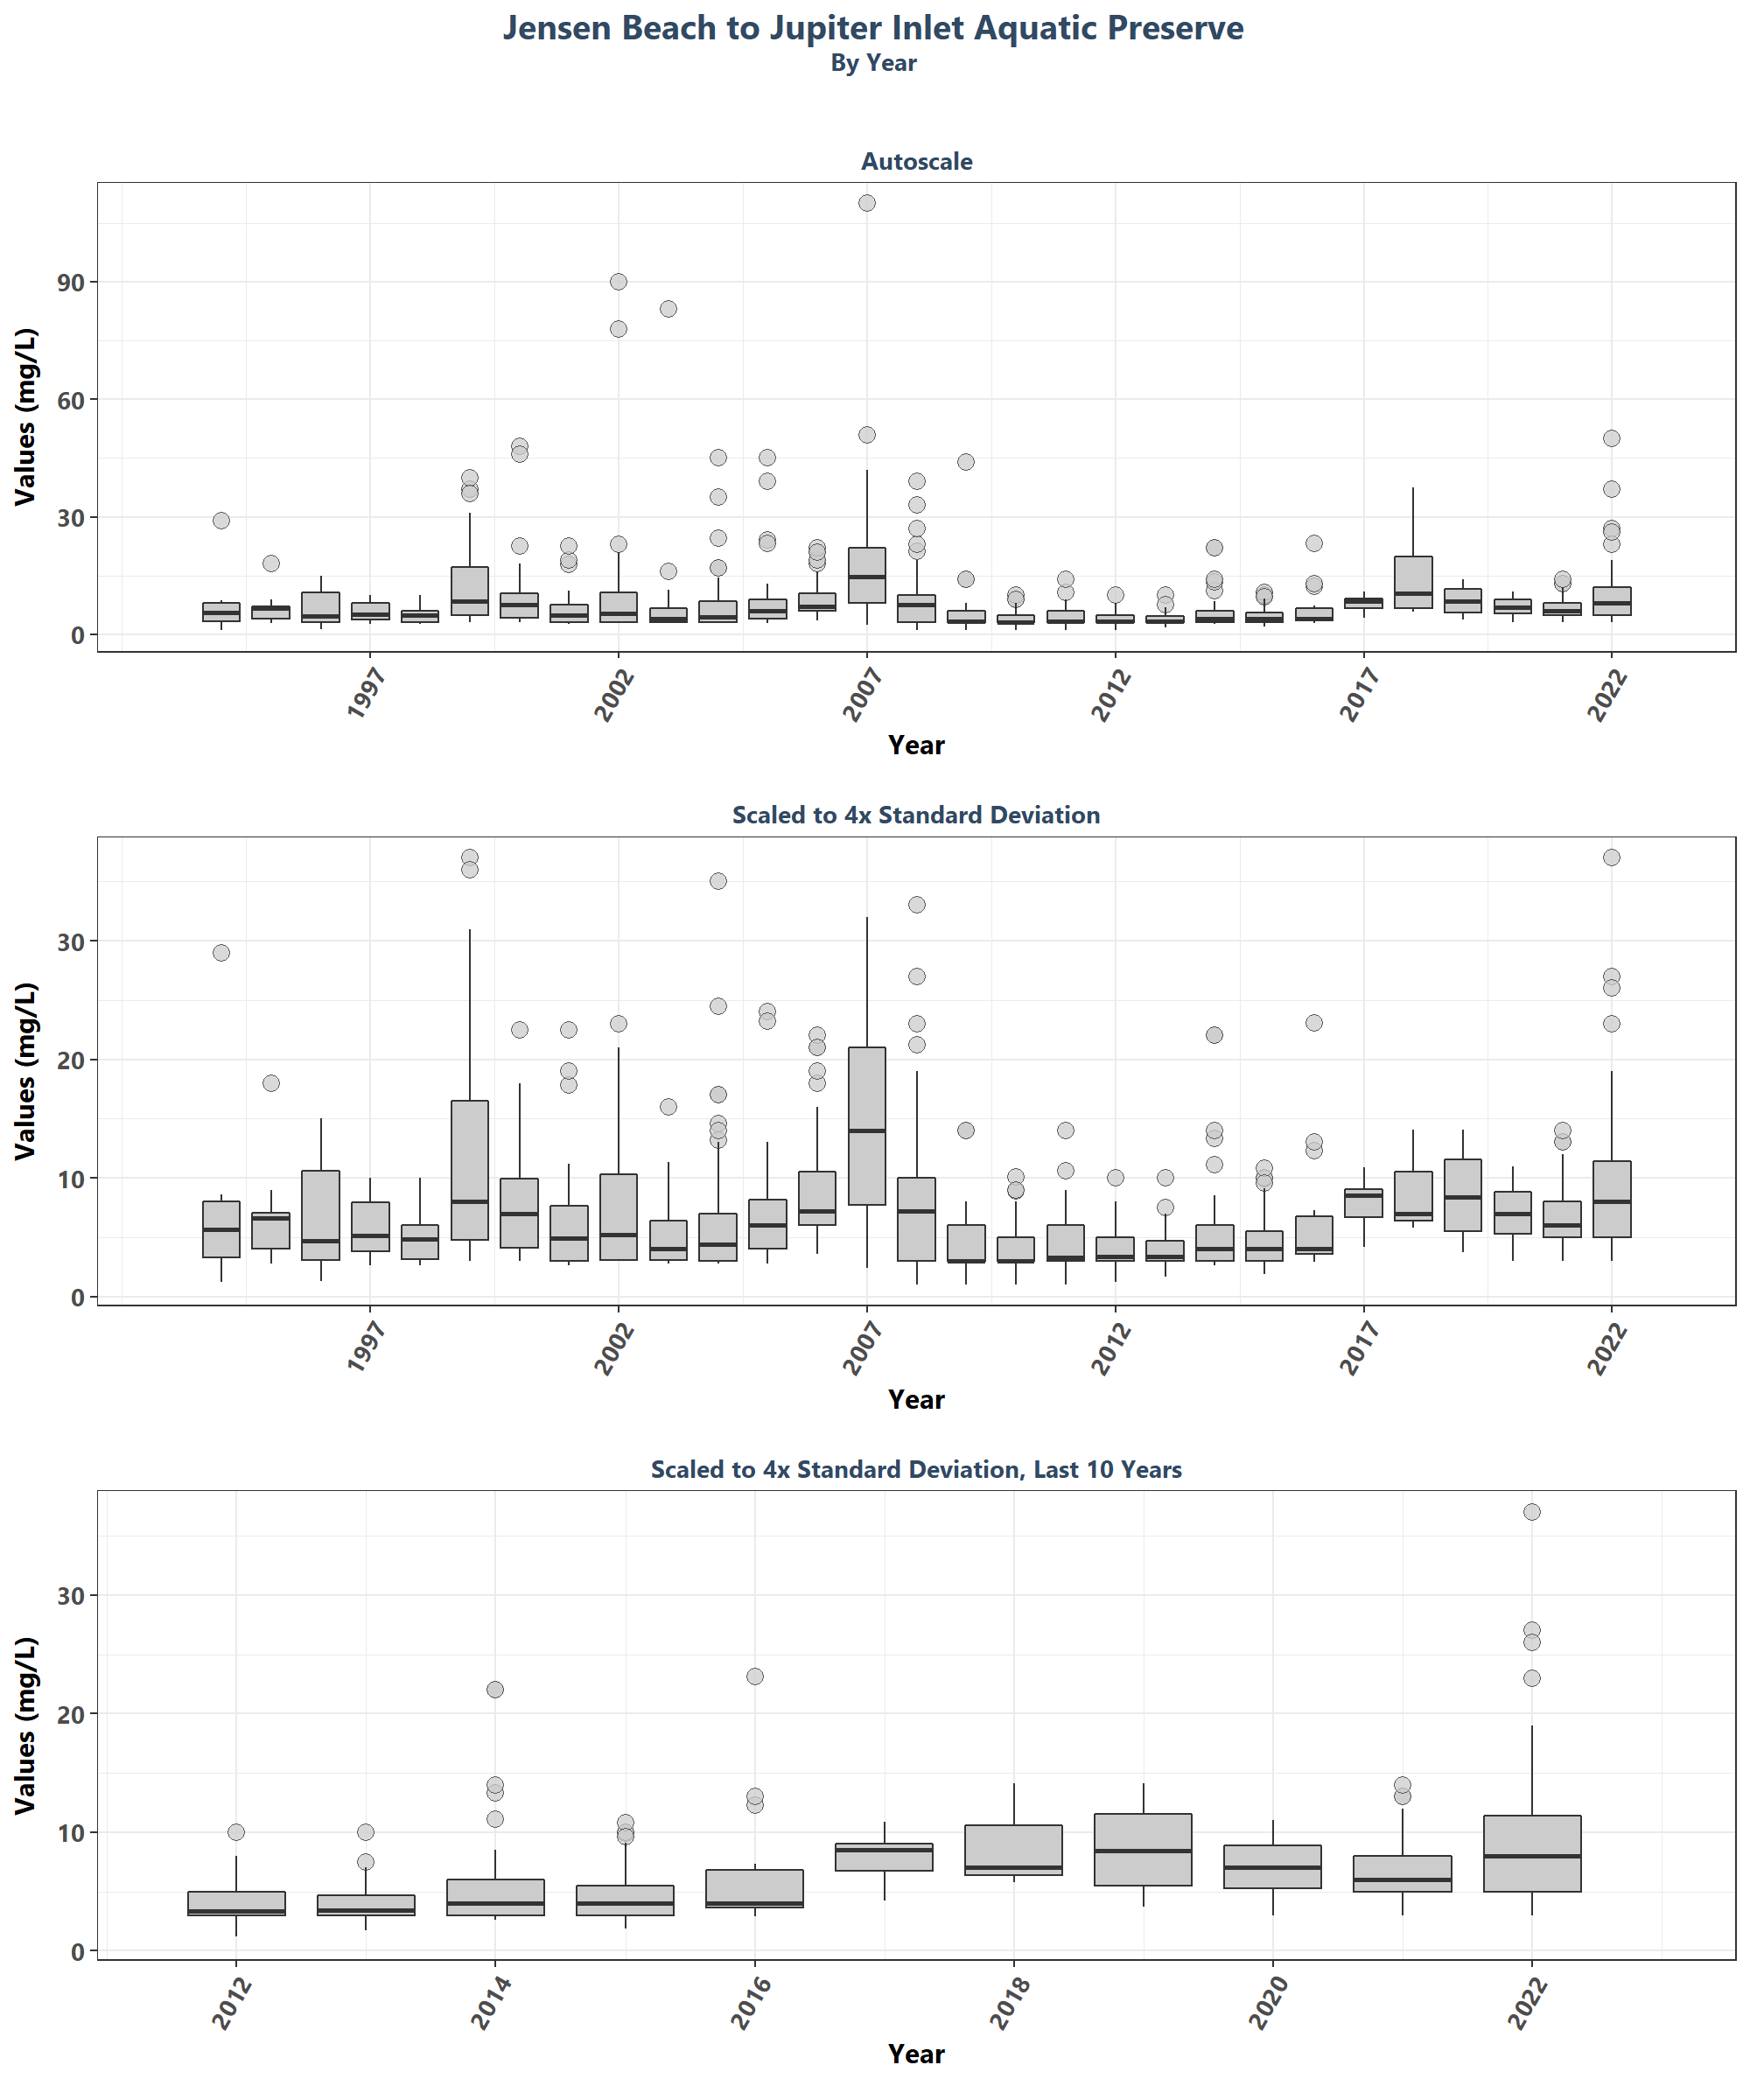 Jensen Beach to Jupiter Inlet Aquatic Preserve
By Year
Autoscale
Values (mg/L)
90
60
30
0
1997
2002
2007
2012
2017
2022
Year
Scaled to 4x Standard Deviation
Values (mg/L)
30
20
10
0
1997
2002
2007
2012
2017
2022
Year
Scaled to 4x Standard Deviation, Last 10 Years
Values (mg/L)
30
20
10
0
2012
2014
2016
2018
2020
2022
Year